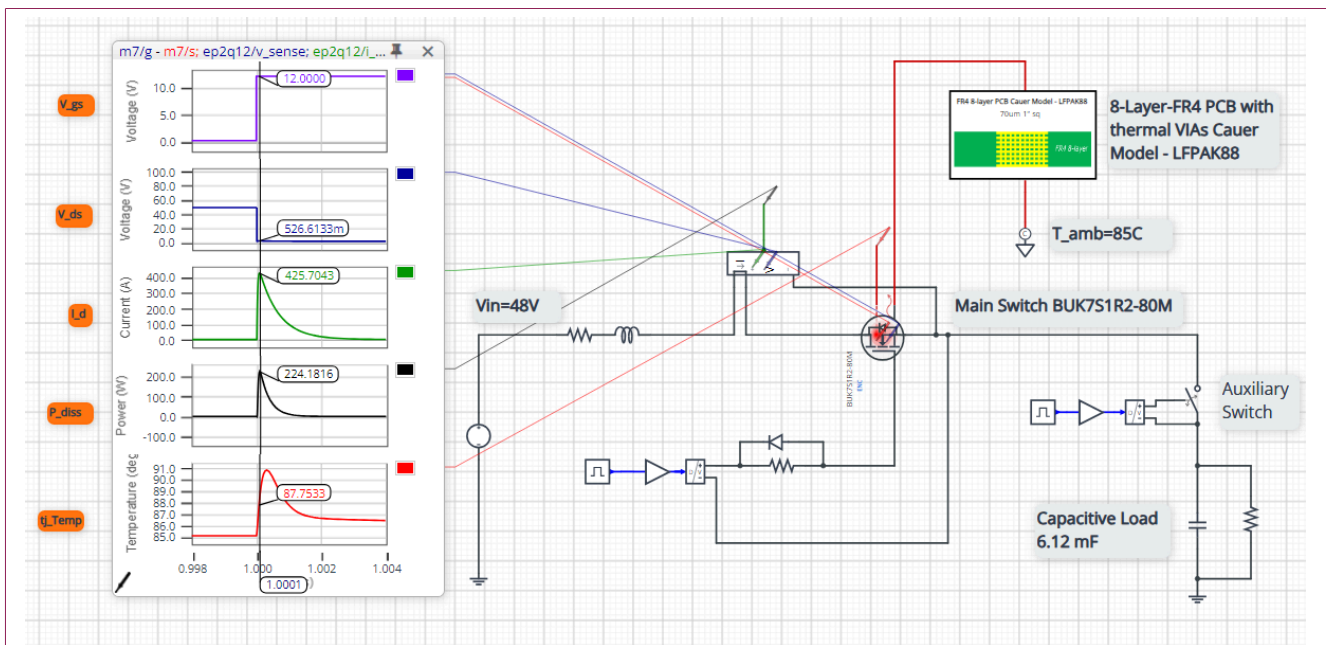 m7/g - m7/s; ep2q12/v_sense; ep2q12/i_...
V_gs
Voltage (V)
10.0
5.0
0.0
12.0000
V_ds
Voltage (V)
100.0
80.0
60.0
40.0
20.0
0.0
526.6133m
I_d
Current (A)
400.0
300.0
200.0
100.0
0.0
425.7043
P_diss
Power (W)
200.0
100.0
0.0
-100.0
224.1816
tj_Temp
Temperature (deg
91.0
90.0
89.0
88.0
87.0
86.0
85.0
87.7533
0.998
1.000
1.002
1.004
1.0001
Vin=48V
FR4 8-layer PCB Cauer Model - LFPAK88
70um 1" sq
FR4 8-layer
8-Layer-FR4 PCB with
thermal VIAs Cauer
Model - LFPAK88
T_amb=85C
Main Switch BUK7S1R2-80M
BUK7S1R2-80M
Auxiliary
Switch
Capacitive Load
6.12 mF